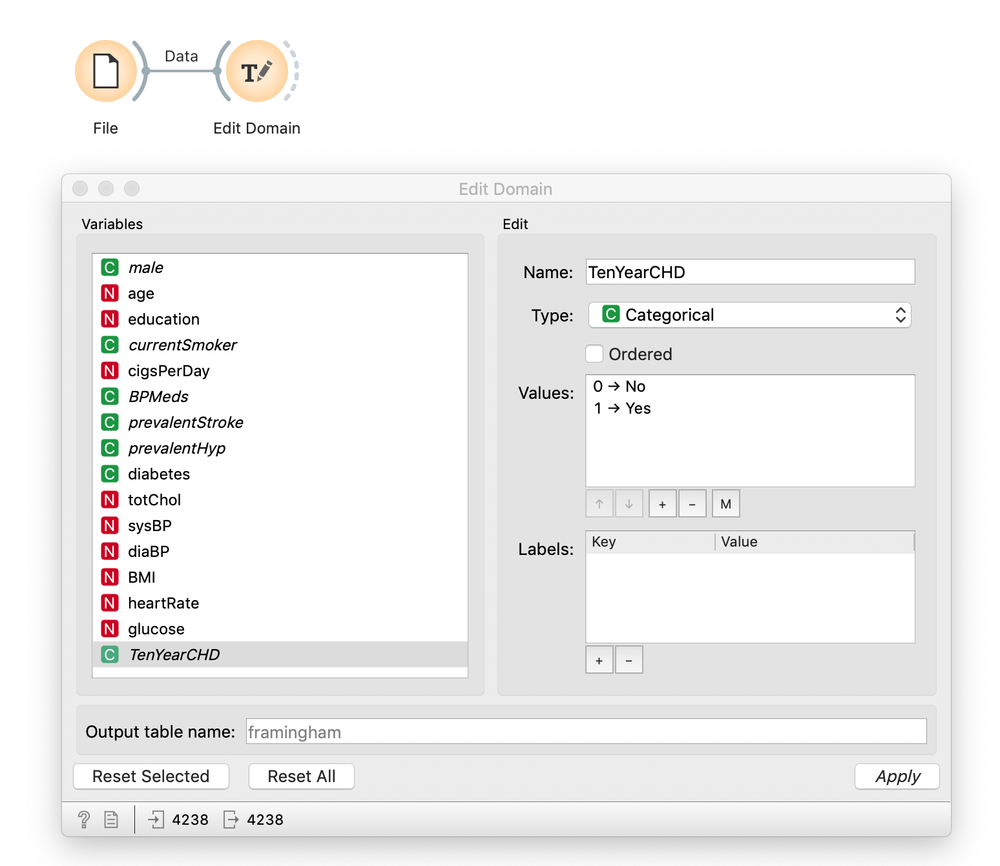 Data
File
Edit Domain
Edit Domain
Variables
C male
N age
N education
C currentSmoker
N cigsPerDay
C BPMeds
C prevalentStroke
C prevalentHyp
C diabetes
N totChol
N sysBP
N diaBP
N BMI
N heartRate
N glucose
C TenYearCHD
Edit
Name: TenYearCHD
Type: C Categorical
Ordered
Values: 0 → No
1 → Yes
↑ ↓ + − M
Labels: Key Value
+ −
Output table name: framingham
Reset Selected Reset All Apply
? 4238 4238